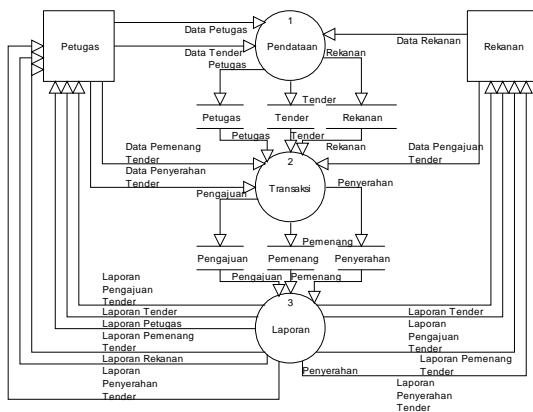 1
Data Petugas
Petugas
Pendataan
Data Rekanan
Rekanan
Data Tender
Petugas
Rekanan
Tender
Petugas
Tender
Rekanan
Petugas
Rekanan
Data Pemenang
Tender
2
Data Pengajuan
Tender
Data Penyerahan
Tender
Transaksi
Penyerahan
Pengajuan
Pemenang
Pengajuan
Pemenang
Penyerahan
Pengajuan
Pemenang
Laporan
Pengajuan
Tender
3
Laporan Tender
Laporan Petugas
Laporan Pemenang
Tender
Laporan Rekanan
Laporan
Penyerahan
Tender
Laporan
Laporan Tender
Laporan
Pengajuan
Tender
Laporan Pemenang
Tender
Penyerahan
Laporan
Penyerahan
Tender